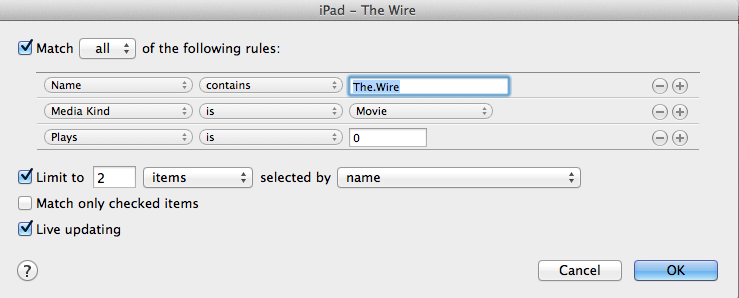 iPad – The Wire
Match all of the following rules:
Name contains The.Wire
Media Kind is Movie
Plays is 0
Limit to 2 items selected by name
Match only checked items
Live updating
? Cancel OK